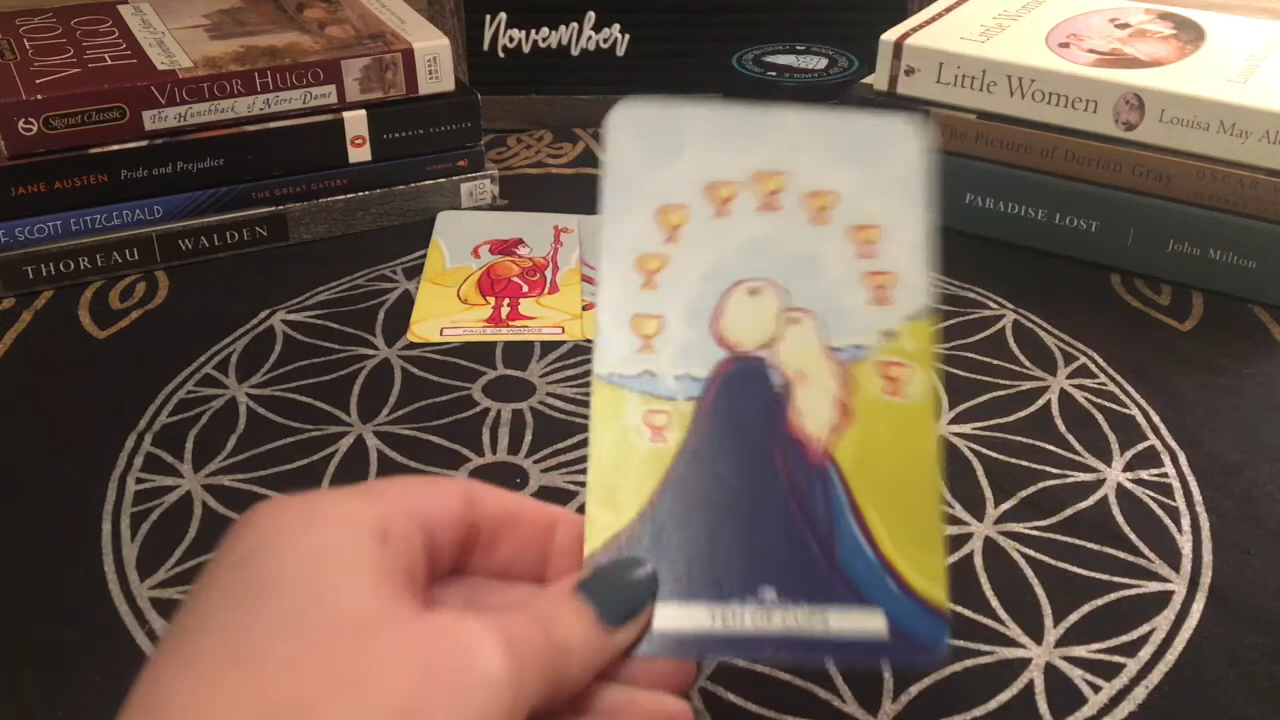 VICTOR
HUGO
VICTOR HUGO
The Hunchback of Notre-Dame
Signet Classic
PENGUIN CLASSICS
JANE AUSTEN Pride and Prejudice
F. SCOTT FITZGERALD THE GREAT GATSBY
THOREAU WALDEN
November
Little Women
Little Women Louisa May
The Picture of Dorian Gray OSCAR
PARADISE LOST John Milton
PAGE OF WANDS